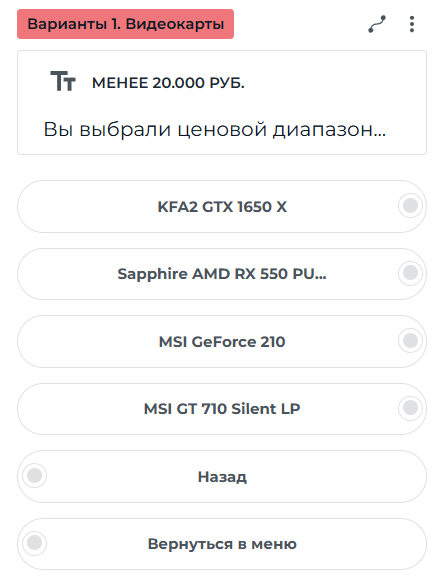 Варианты 1. Видеокарты
Tт МЕНЕЕ 20.000 РУБ.
Вы выбрали ценовой диапазон...
KFA2 GTX 1650 X
Sapphire AMD RX 550 PU...
MSI GeForce 210
MSI GT 710 Silent LP
Назад
Вернуться в меню